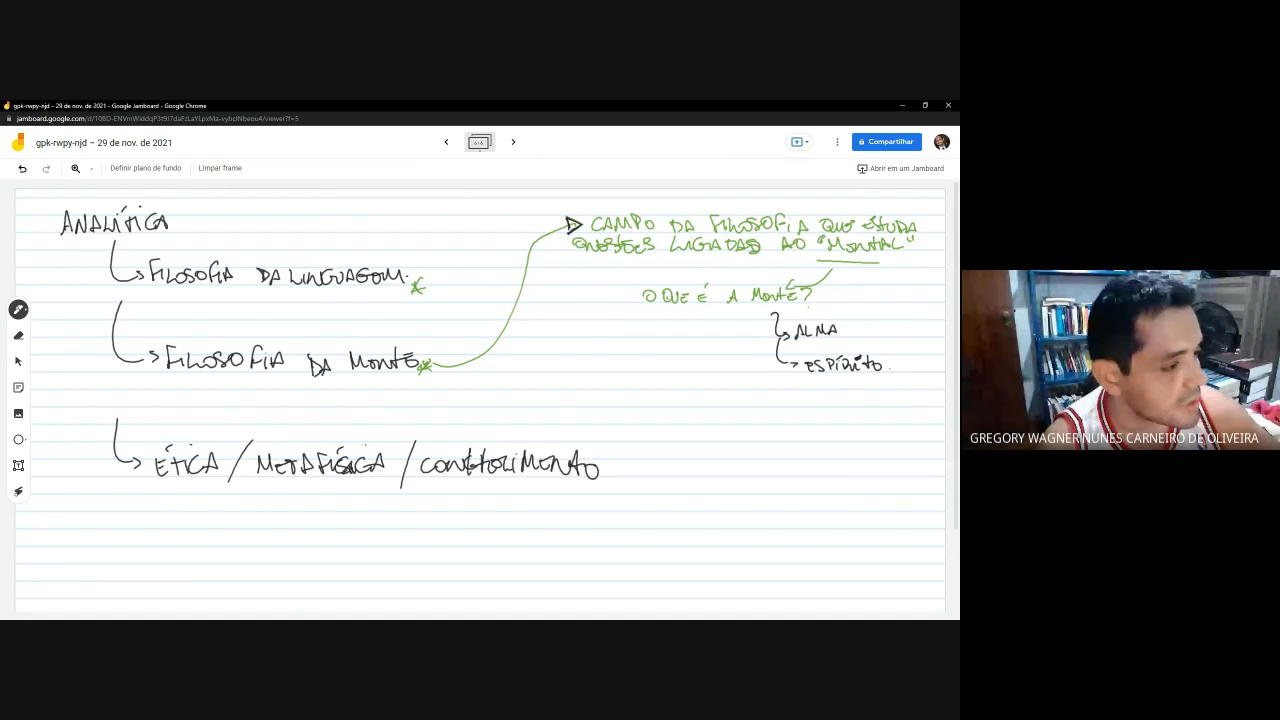 gpk-rwpy-njd – 29 de nov. de 2021 - Google Jamboard - Google Chrome
gpk-rwpy-njd – 29 de nov. de 2021
Compartilhar
Definir plano de fundo
Limpar frame
Abrir em um Jamboard
ANALÍTICA
FILOSOFIA DA LINGUAGEM.
FILOSOFIA DA MENTE
ÉTICA / METAFÍSICA / CONHECIMENTO
CAMPO DA FILOSOFIA QUE ESTUDA
QUESTÕES LIGADAS AO "MENTAL"
O QUE É A MENTE?
ALMA
ESPÍRITO.
GREGORY WAGNER NUNES CARNEIRO DE OLIVEIRA